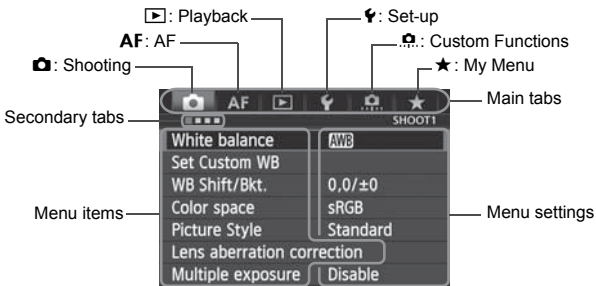 : Playback
: Set-up
AF: AF
: Custom Functions
: Shooting
: My Menu
AF
Main tabs
Secondary tabs
SHOOT1
White balance AWB
Set Custom WB
WB Shift/Bkt. 0,0/±0
Menu items
Color space sRGB
Menu settings
Picture Style Standard
Lens aberration correction
Multiple exposure Disable